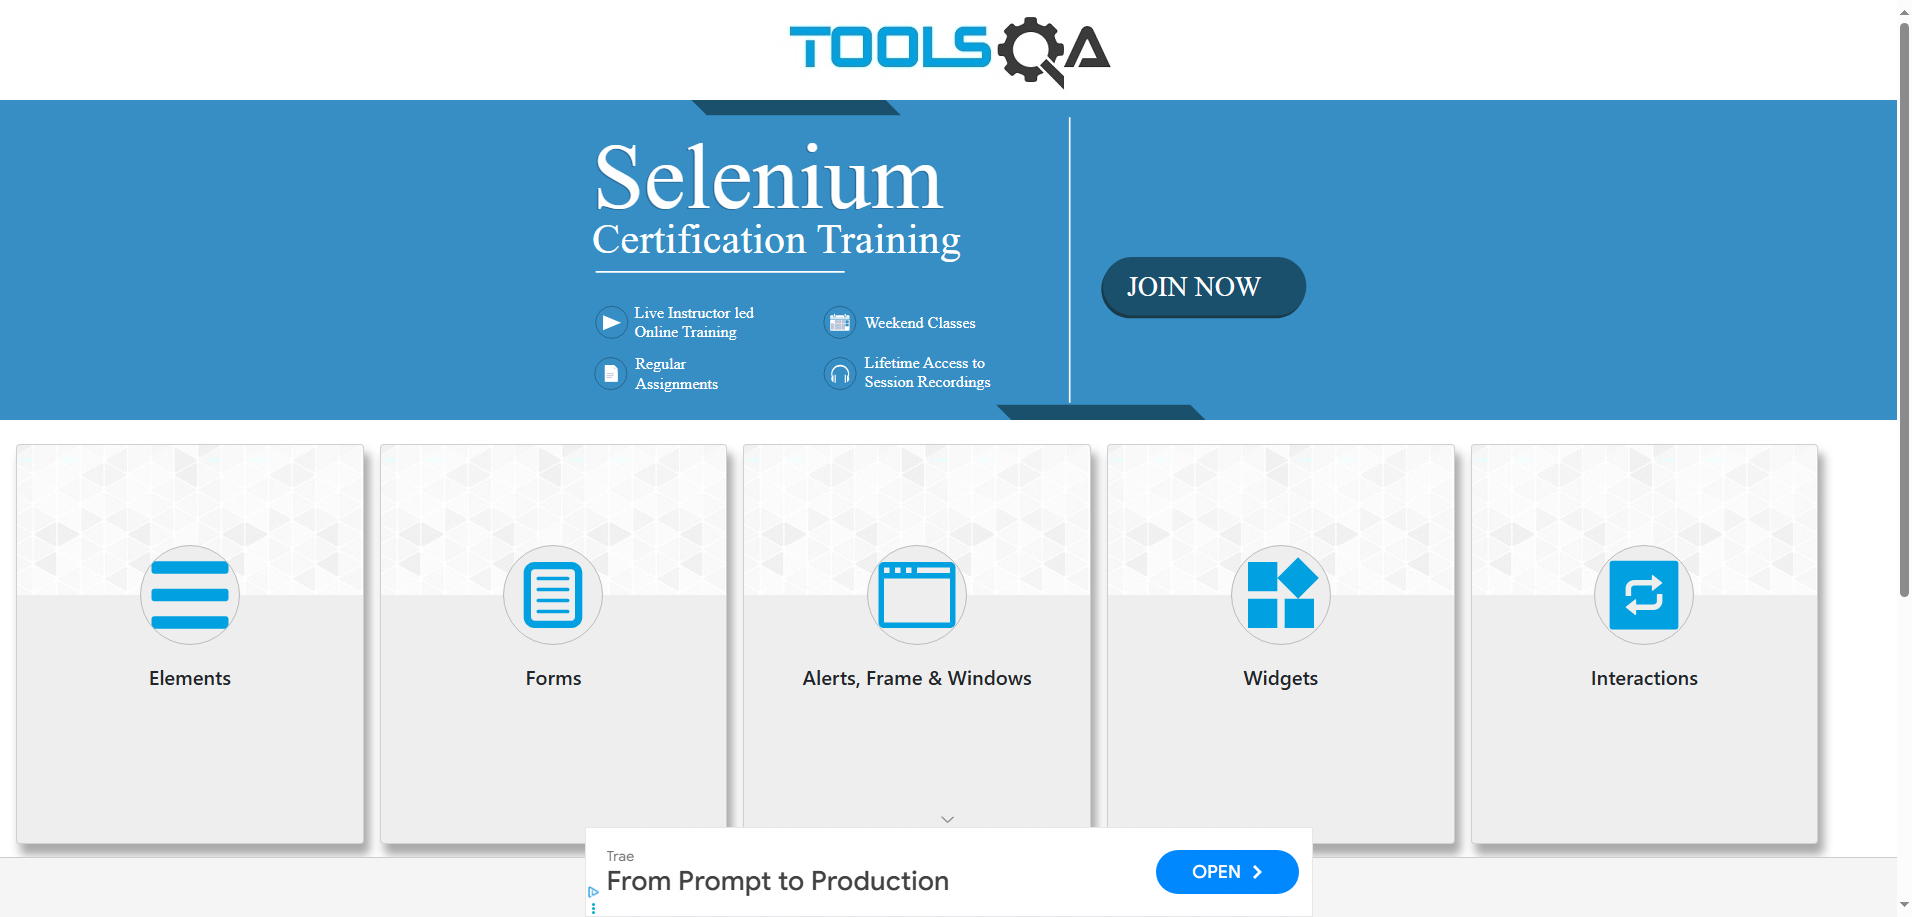 TOOLSQA
Selenium
Certification Training
JOIN NOW
Live Instructor led
Online Training
Weekend Classes
Regular
Assignments
Lifetime Access to
Session Recordings
Elements
Forms
Alerts, Frame & Windows
Widgets
Interactions
Trae
From Prompt to Production
OPEN